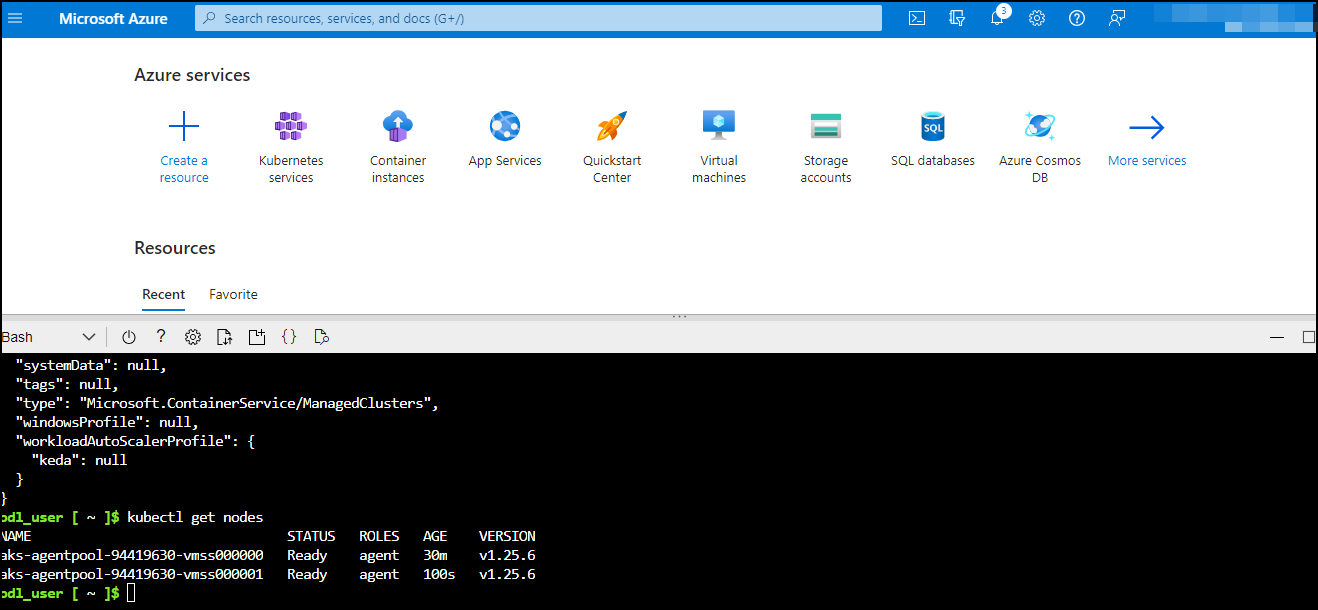 Microsoft Azure
Search resources, services, and docs (G+/)
3
Azure services
Create a resource
Kubernetes services
Container instances
App Services
Quickstart Center
Virtual machines
Storage accounts
SQL
SQL databases
Azure Cosmos DB
More services
Resources
Recent Favorite
Bash
"systemData": null,
"tags": null,
"type": "Microsoft.ContainerService/ManagedClusters",
"windowsProfile": null,
"workloadAutoScalerProfile": {
"keda": null
}
}
odl_user [ ~ ]$ kubectl get nodes
NAME STATUS ROLES AGE VERSION
aks-agentpool-94419630-vmss000000 Ready agent 30m v1.25.6
aks-agentpool-94419630-vmss000001 Ready agent 100s v1.25.6
odl_user [ ~ ]$